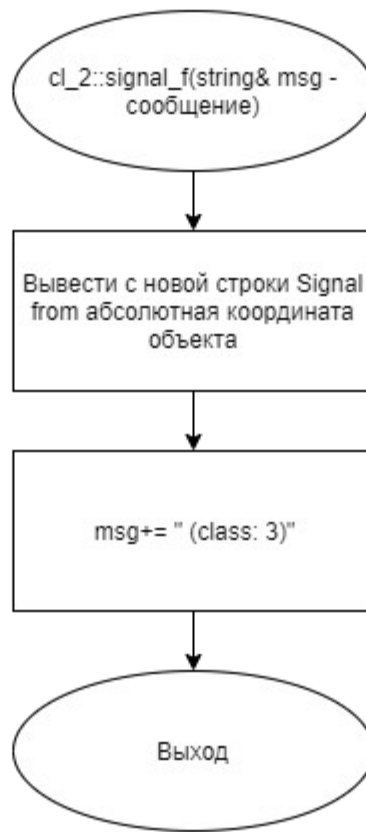 cl_2::signal_f(string& msg -
сообщение)
Вывести с новой строки Signal
from абсолютная координата
объекта
msg+= " (class: 3)"
Выход